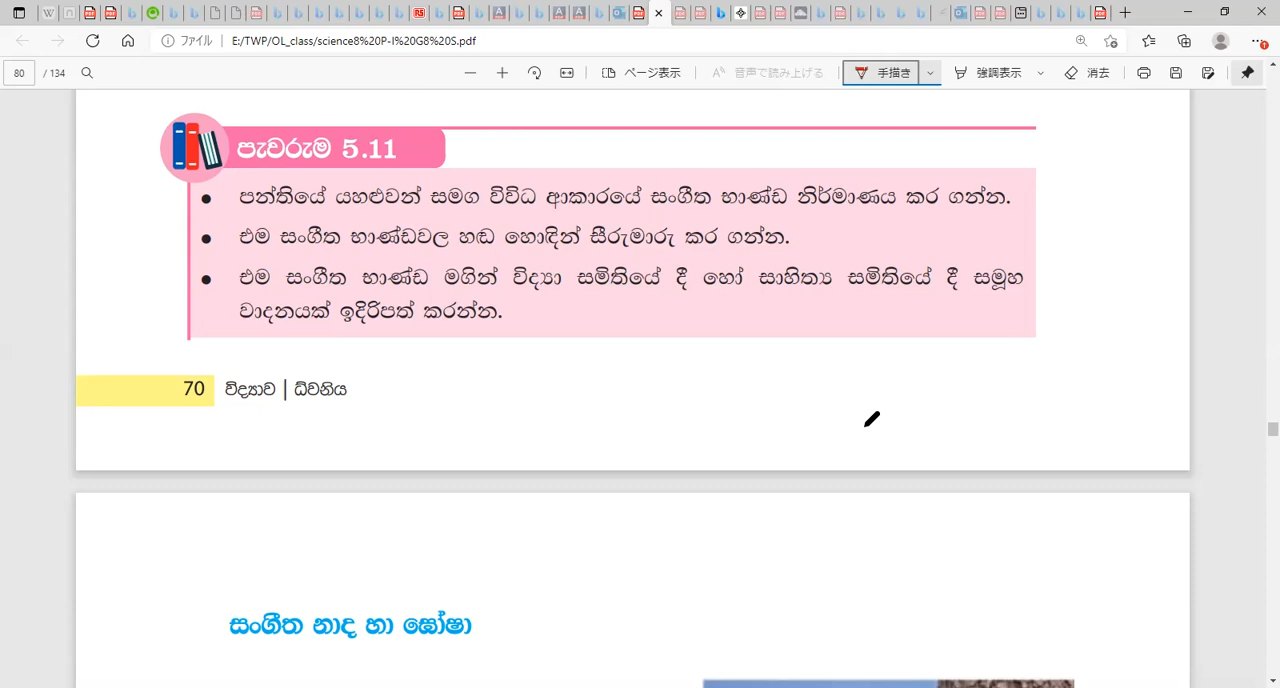 ファイル E:/TWP/OL_class/science8%20P-I%20G8%20S.pdf
80 / 134 ページ表示 音声で読み上げる 手描き 強調表示 消去
පැවරුම 5.11
● පන්තියේ යහළුවන් සමග විවිධ ආකාරයේ සංගීත භාණ්ඩ නිර්මාණය කර ගන්න.
● එම සංගීත භාණ්ඩවල හඬ හොඳින් සීරුමාරු කර ගන්න.
● එම සංගීත භාණ්ඩ මගින් විද්‍යා සමිතියේ දී හෝ සාහිත්‍ය සමිතියේ දී සමූහ
වාදනයක් ඉදිරිපත් කරන්න.
70 විද්‍යාව | ධ්වනිය
සංගීත නාද හා ඝෝෂා